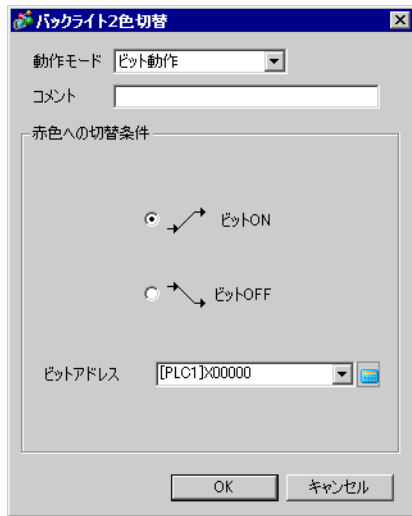 バックライト2色切替
動作モード ビット動作
コメント
赤色への切替条件
ビットON
ビットOFF
ビットアドレス [PLC1]X00000
OK キャンセル